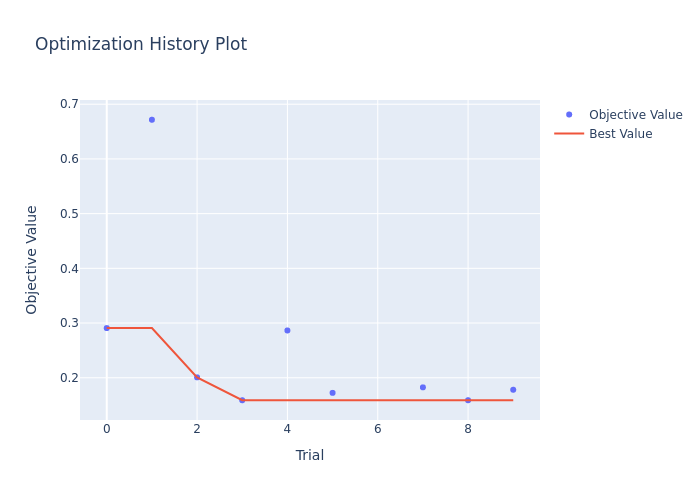 Optimization History Plot
Objective Value
Best Value
0.7
0.6
0.5
0.4
0.3
0.2
Objective Value
0 2 4 6 8
Trial